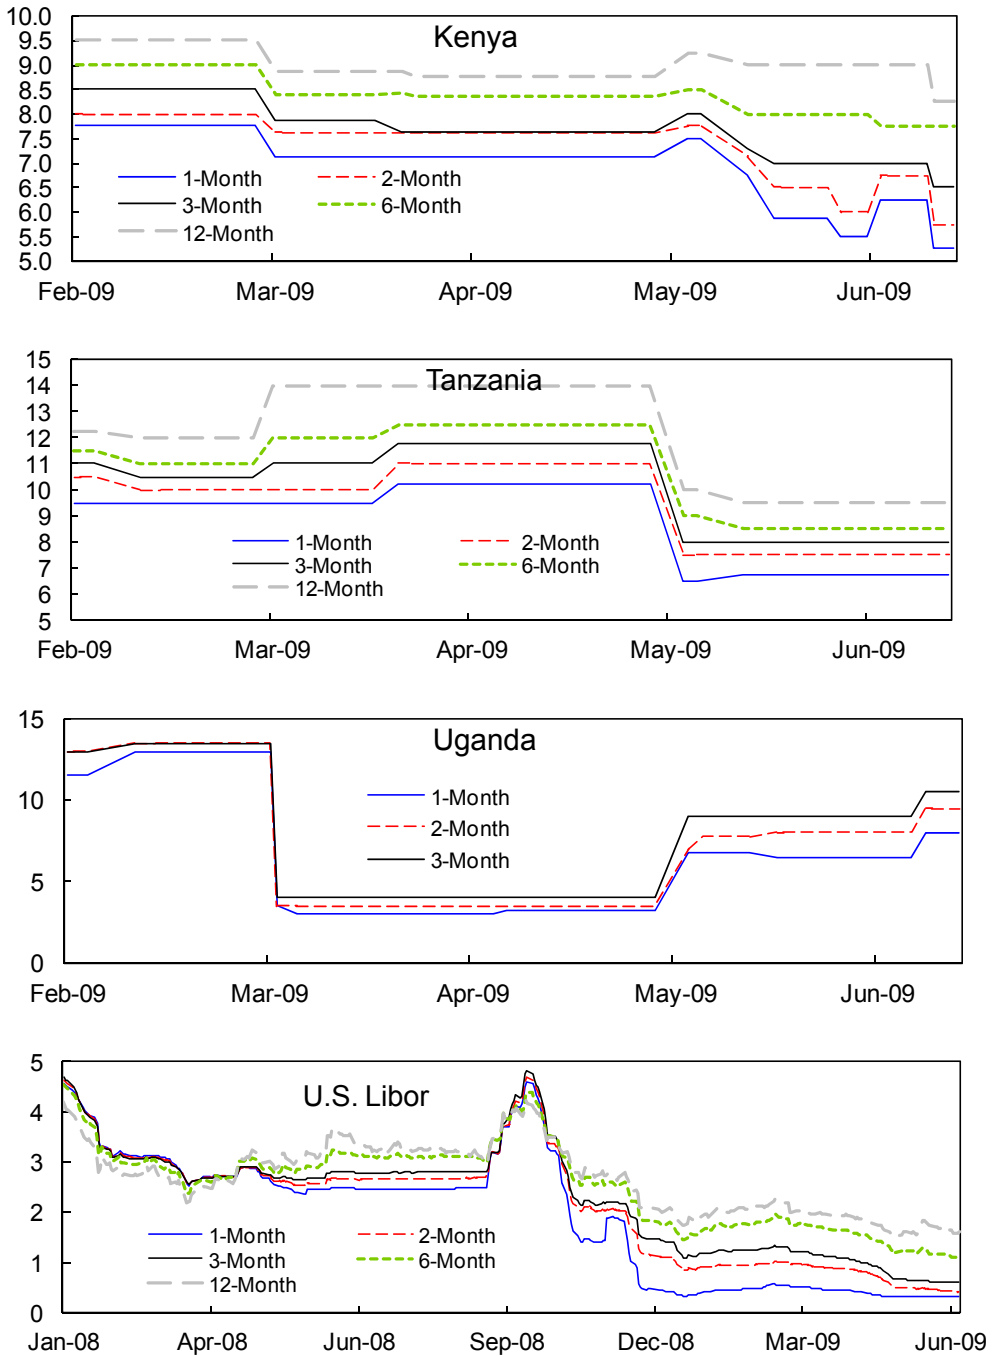 Kenya
10.0
9.5
9.0
8.5
8.0
7.5
7.0
6.5
6.0
5.5
5.0
1-Month 2-Month
3-Month 6-Month
12-Month
Feb-09 Mar-09 Apr-09 May-09 Jun-09
Tanzania
15
14
13
12
11
10
9
8
7
6
5
1-Month 2-Month
3-Month 6-Month
12-Month
Feb-09 Mar-09 Apr-09 May-09 Jun-09
Uganda
15
10
5
0
1-Month
2-Month
3-Month
Feb-09 Mar-09 Apr-09 May-09 Jun-09
U.S. Libor
5
4
3
2
1
0
1-Month 2-Month
3-Month 6-Month
12-Month
Jan-08 Apr-08 Jun-08 Sep-08 Dec-08 Mar-09 Jun-09